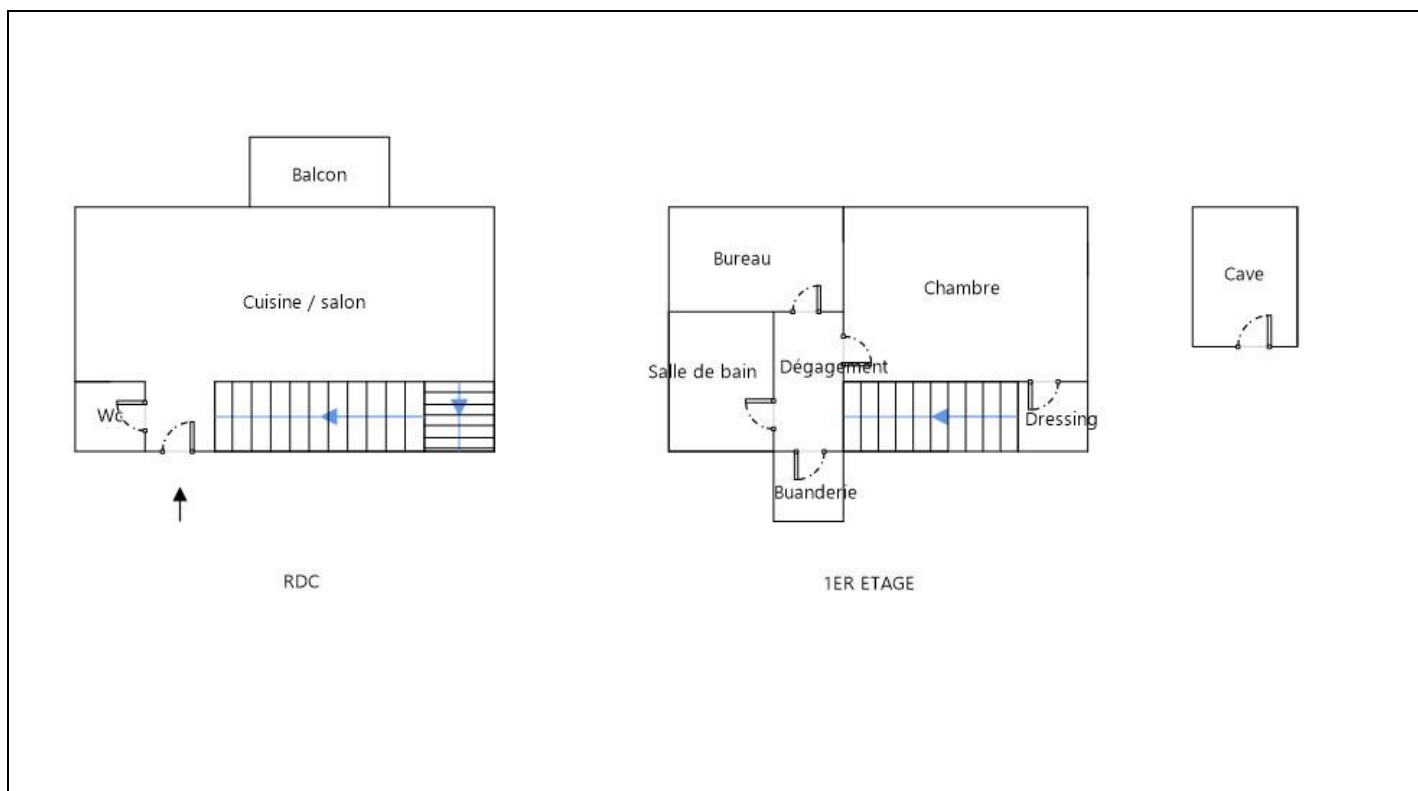 Balcon
Cuisine / salon
Wc
RDC
Bureau
Chambre
Salle de bain
Dégagement
Dressing
Buanderie
1ER ETAGE
Cave